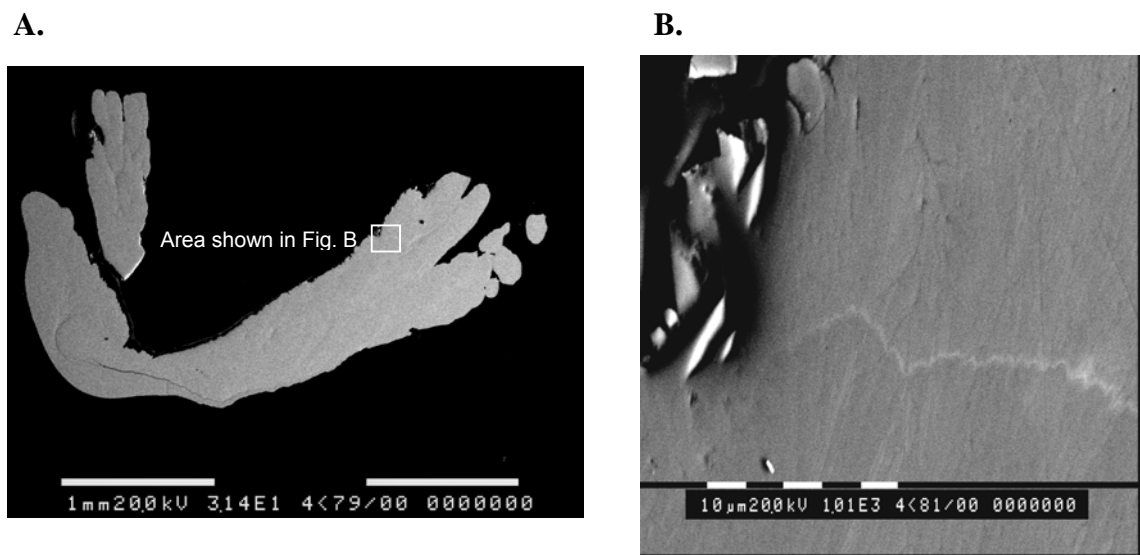 A.
B.
Area shown in Fig. B
1mm20.0kV 3.14E1 4<79/00 0000000
10µm20.0kV 1.01E3 4<81/00 0000000